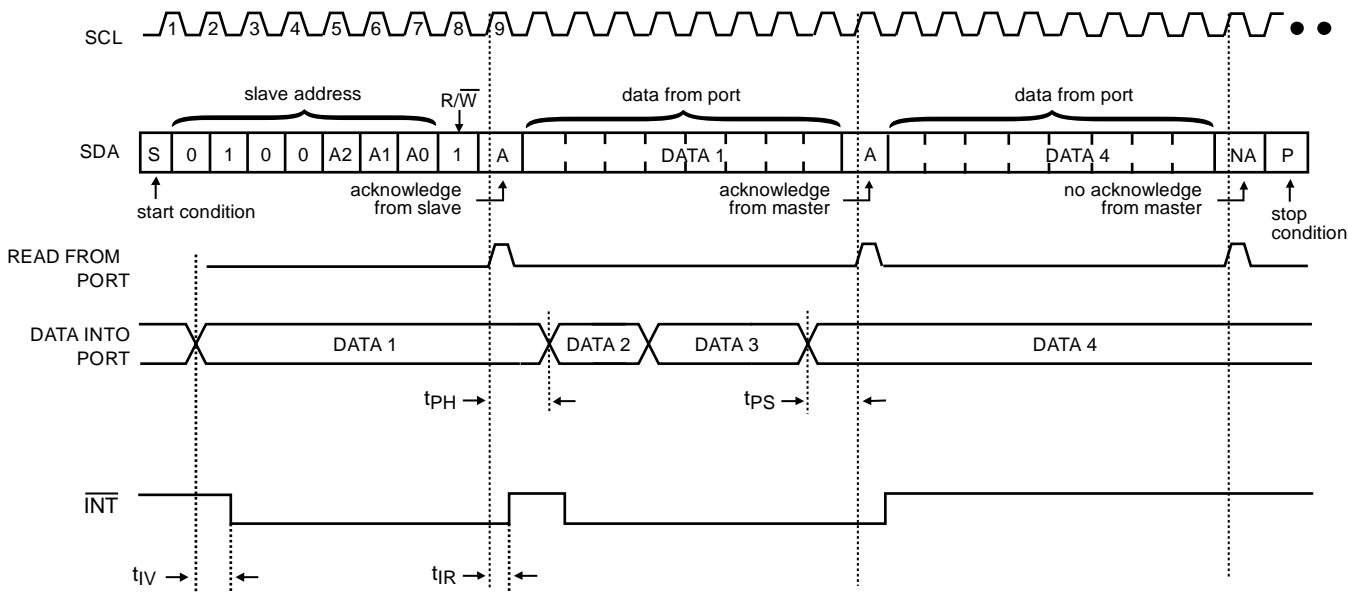 SCL 1 2 3 4 5 6 7 8 9
slave address
R/W̅
data from port
data from port
SDA S 0 1 0 0 A2 A1 A0 1 A DATA 1 A DATA 4 NA P
start condition
acknowledge
from slave
acknowledge
from master
no acknowledge
from master
stop
condition
READ FROM
PORT
DATA INTO
PORT
DATA 1 DATA 2 DATA 3 DATA 4
tPH
tPS
I̅N̅T̅
tIV
tIR